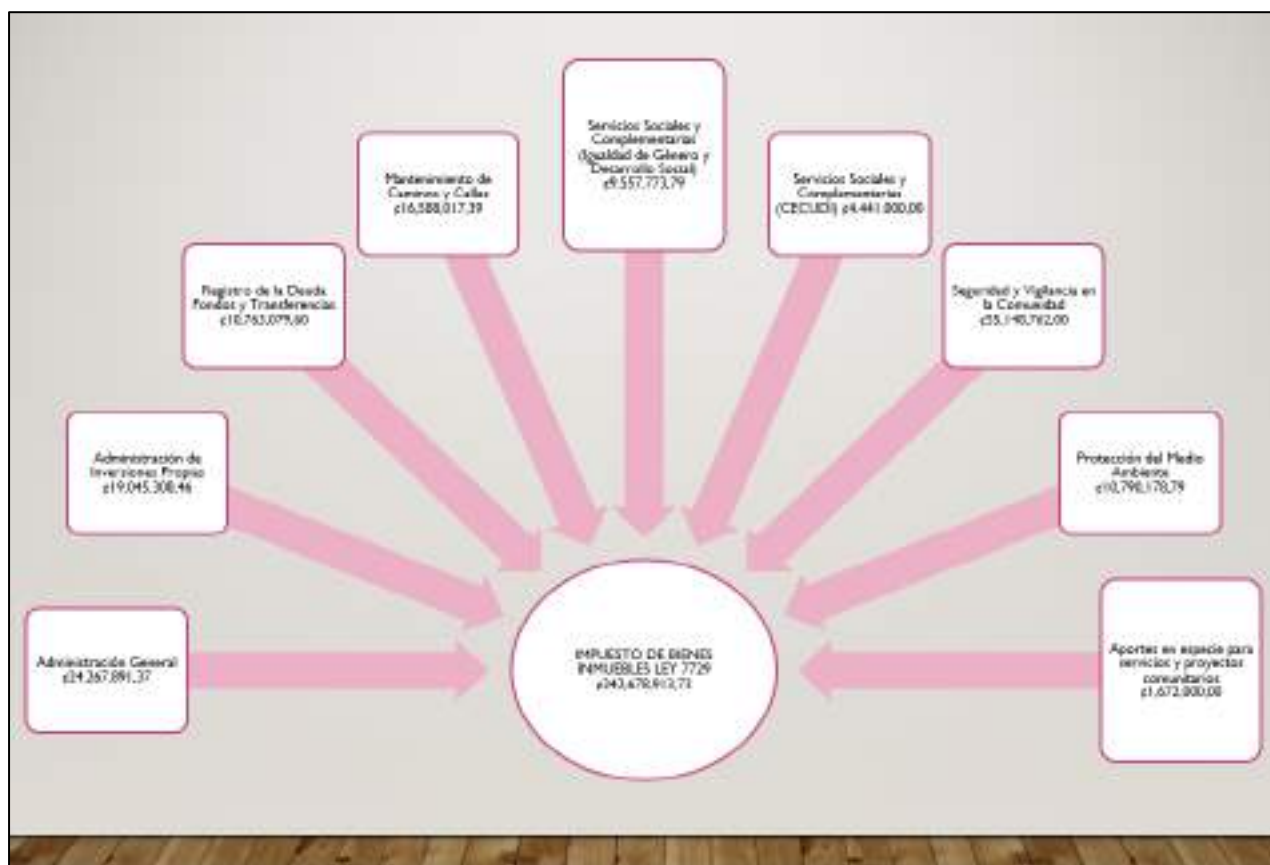 Servicios Sociales y
Complementarias
(Igualdad de Género y
Desarrollo Social)
¢9.557.773,79
Mantenimiento de
Caminos y Calles
¢16,588,017,39
Servicios Sociales y
Complementarias
(CECUDI) ¢4.441.000,00
Registro de la Deuda
Fondos y Transferencias
¢10,763,079,60
Seguridad y Vigilancia en
la Comunidad
¢55,140,762,00
Administración de
Inversiones Propias
¢19,045,300,46
Protección del Medio
Ambiente
¢10,790,178,79
Administración General
¢24,267,891,37
IMPUESTO DE BIENES
INMUEBLES LEY 7729
¢343,678,913,73
Aportes en especie para
servicios y proyectos
comunitarios
¢1,672,000,00